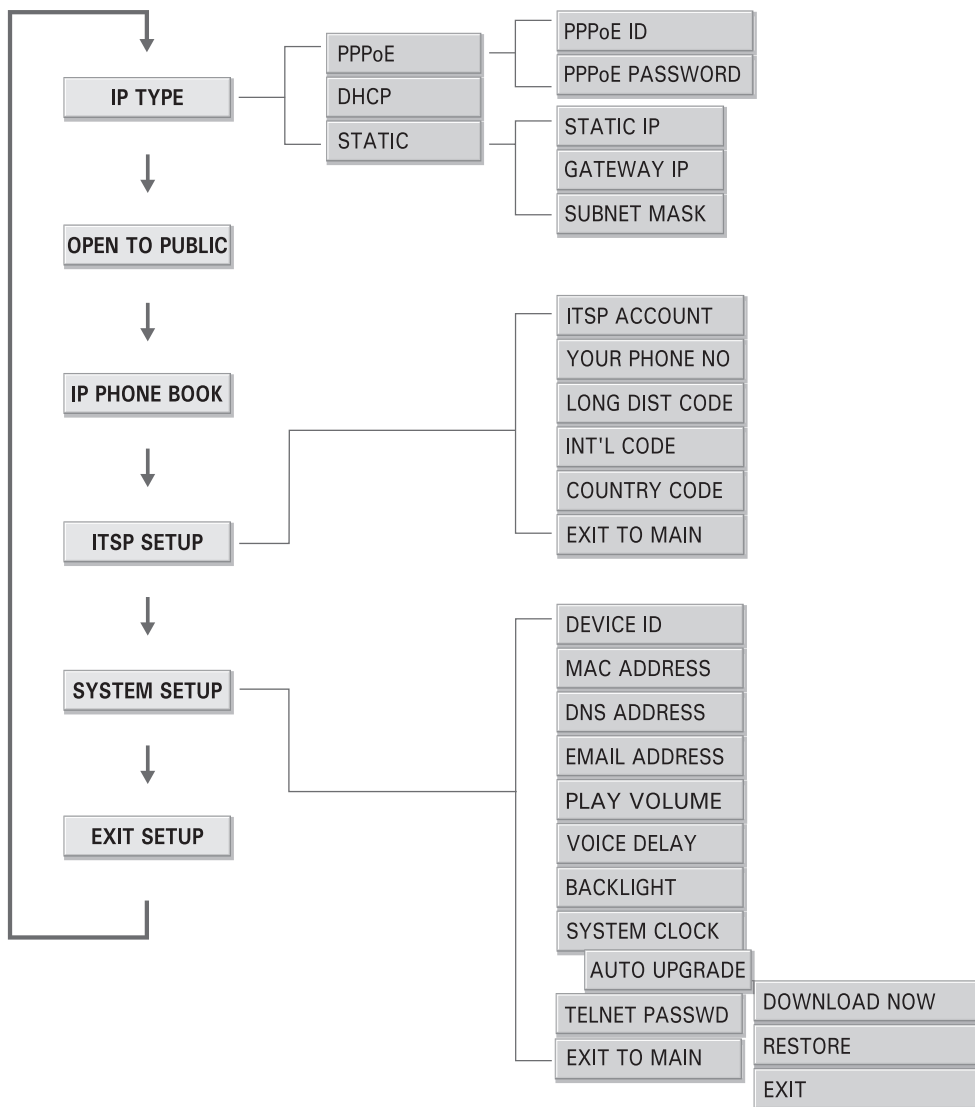 IP TYPE
PPPoE
DHCP
STATIC
PPPoE ID
PPPoE PASSWORD
STATIC IP
GATEWAY IP
SUBNET MASK
OPEN TO PUBLIC
IP PHONE BOOK
ITSP SETUP
ITSP ACCOUNT
YOUR PHONE NO
LONG DIST CODE
INT'L CODE
COUNTRY CODE
EXIT TO MAIN
SYSTEM SETUP
DEVICE ID
MAC ADDRESS
DNS ADDRESS
EMAIL ADDRESS
PLAY VOLUME
VOICE DELAY
BACKLIGHT
SYSTEM CLOCK
AUTO UPGRADE
DOWNLOAD NOW
RESTORE
EXIT
TELNET PASSWD
EXIT TO MAIN
EXIT SETUP